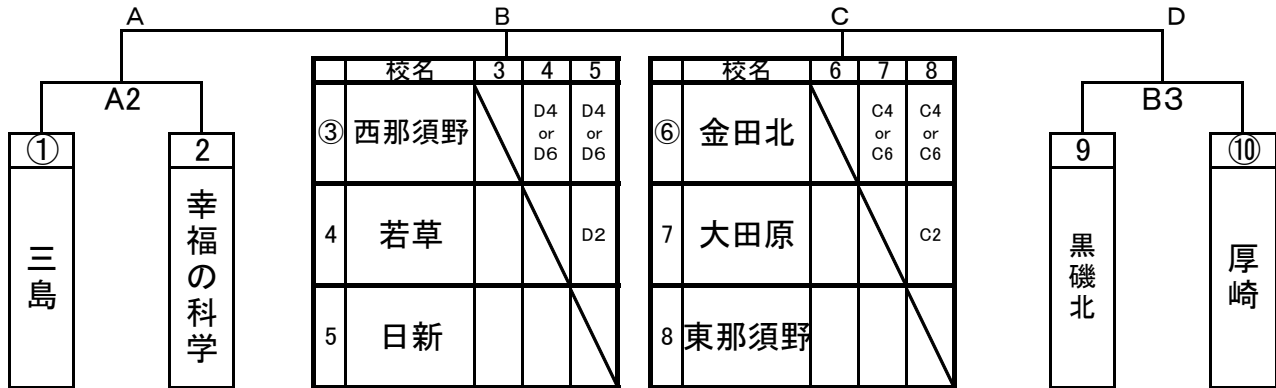 A B C D
A2
① 三島
2 幸福の科学
校名 3 4 5
③ 西那須野 D4 or D6 D4 or D6
4 若草 D2
5 日新
校名 6 7 8
⑥ 金田北 C4 or C6 C4 or C6
7 大田原 C2
8 東那須野
B3
9 黒磯北
⑩ 厚崎